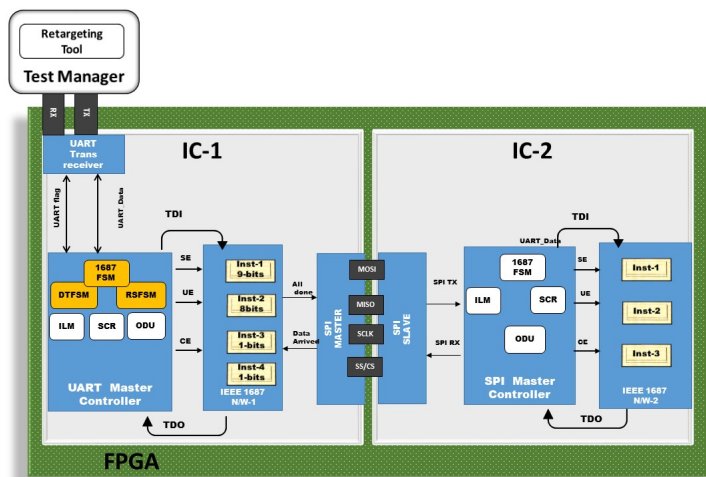 Retargeting
Tool
Test Manager
RX
TX
UART
Trans
receiver
IC-1
IC-2
UART flag
UART_Data
TDI
1687
FSM
DTFSM
RSFSM
ILM
SCR
ODU
UART Master
Controller
SE
UE
CE
Inst-1
9-bits
Inst-2
8bits
Inst-3
1-bits
Inst-4
1-bits
IEEE 1687
N/W-1
TDO
All
done
Data
Arrived
SPI
MASTER
MOSI
MISO
SCLK
SS/CS
SPI
SLAVE
SPI TX
SPI RX
UART_Data
TDI
1687
FSM
ILM
SCR
ODU
SPI Master
Controller
SE
UE
CE
Inst-1
Inst-2
Inst-3
IEEE 1687
N/W-2
TDO
FPGA